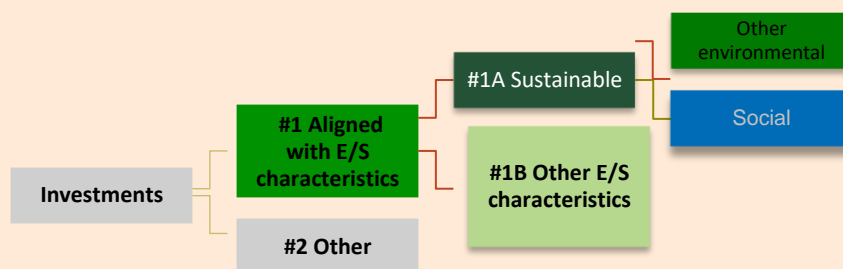 Other
environmental
#1A Sustainable
Social
#1 Aligned
with E/S
characteristics
#1B Other E/S
characteristics
Investments
#2 Other